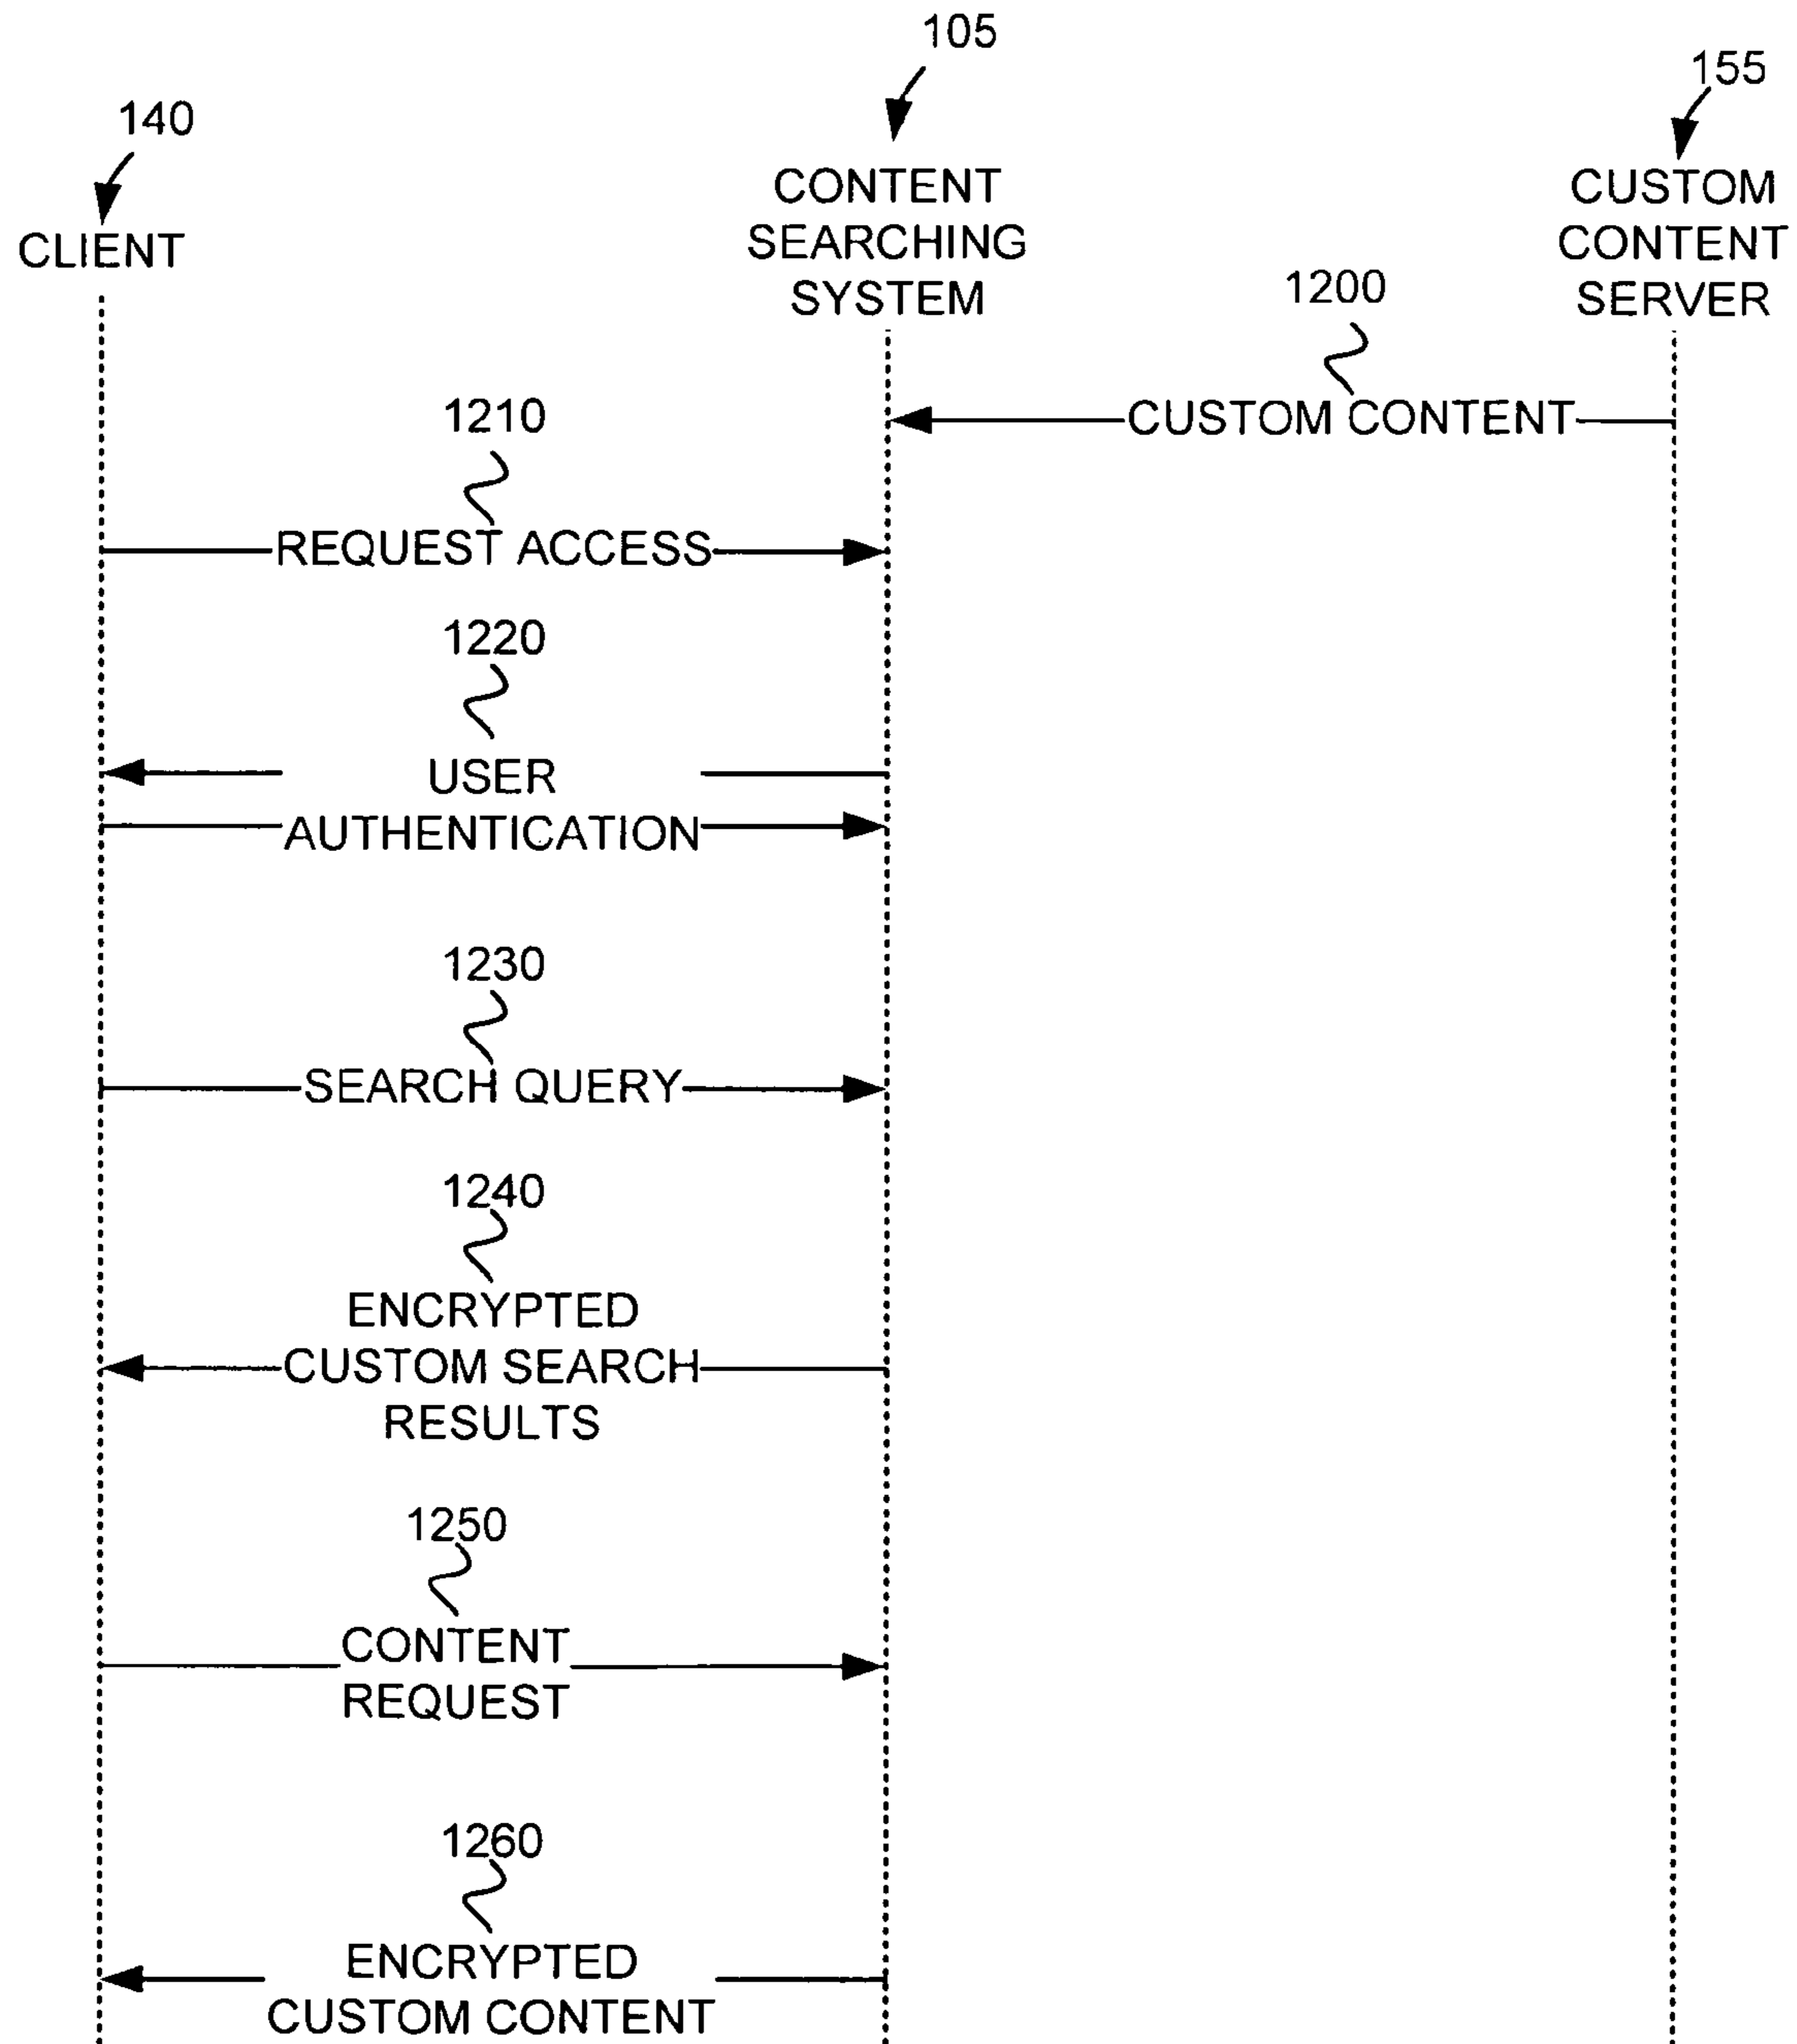 105
155
140
CONTENT
SEARCHING
SYSTEM
CUSTOM
CONTENT
SERVER
CLIENT
1200
CUSTOM CONTENT
1210
REQUEST ACCESS
1220
USER
AUTHENTICATION
1230
SEARCH QUERY
1240
ENCRYPTED
CUSTOM SEARCH
RESULTS
1250
CONTENT
REQUEST
1260
ENCRYPTED
CUSTOM CONTENT